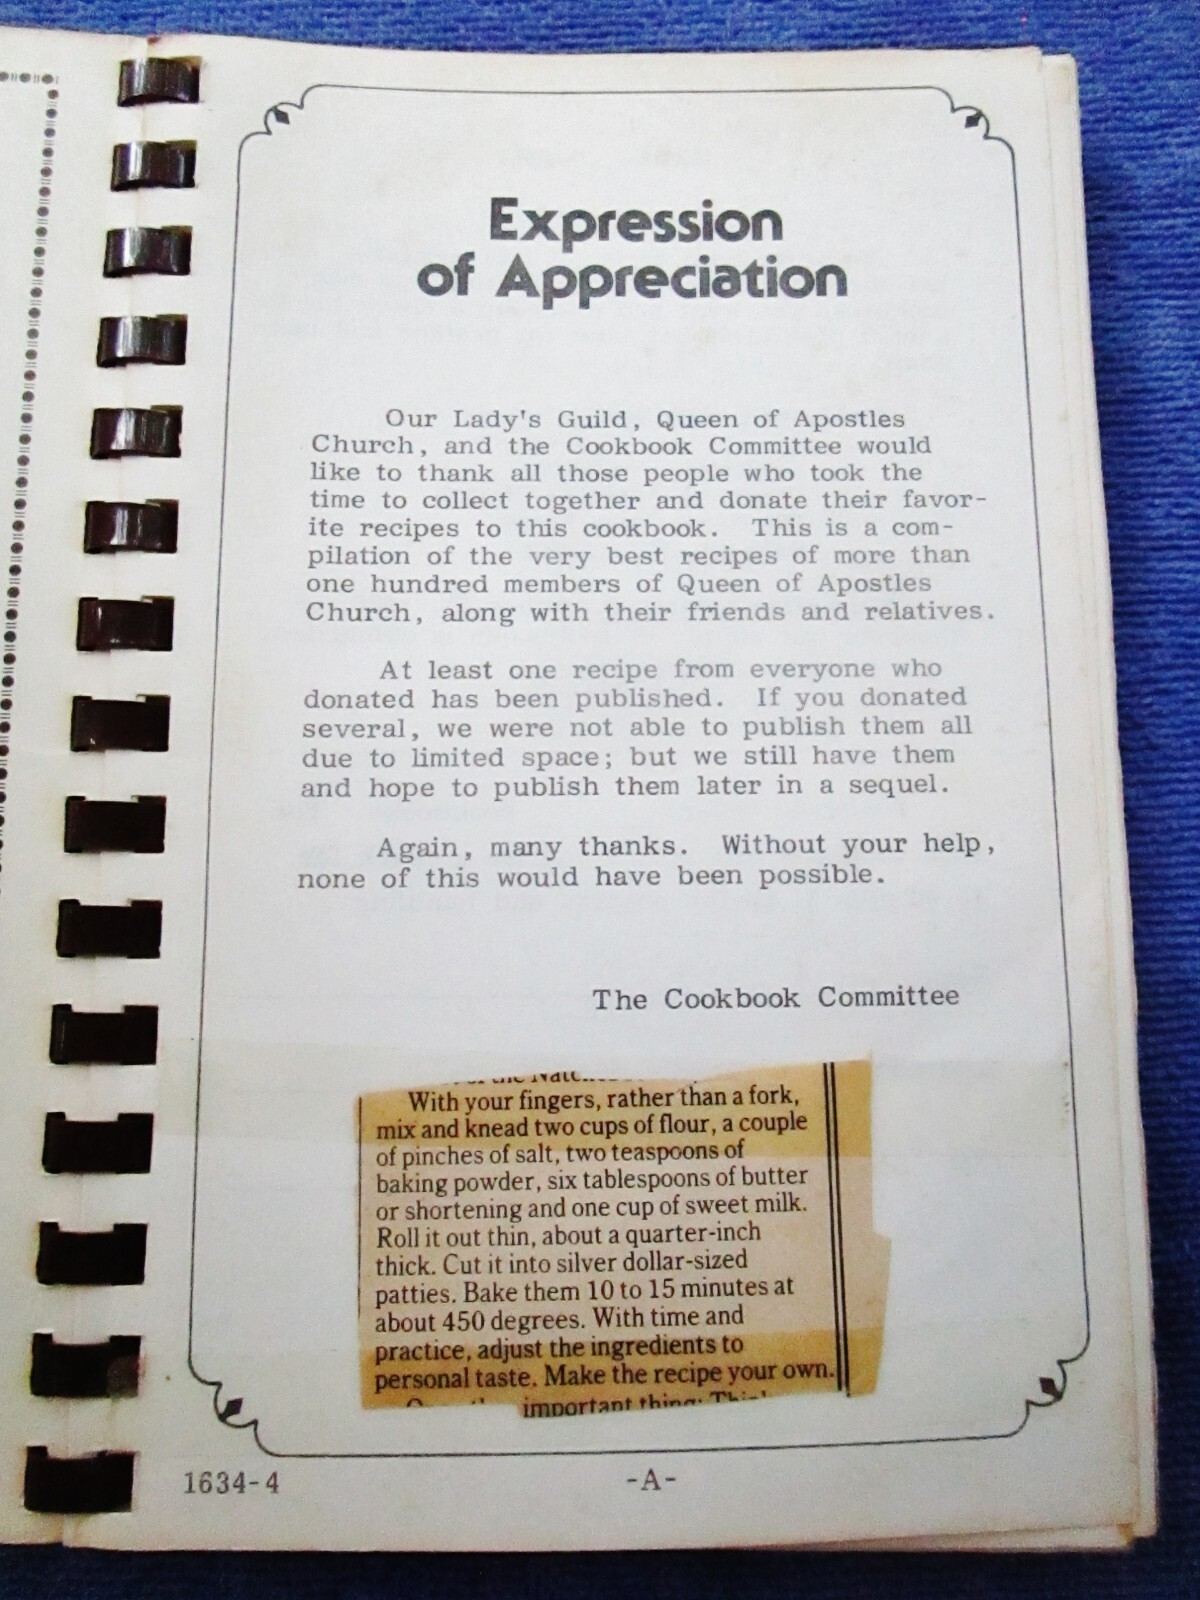 Expression
of Appreciation
Our Lady's Guild, Queen of Apostles
Church, and the Cookbook Committee would
like to thank all those people who took the
time to collect together and donate their favor-
ite recipes to this cookbook. This is a com-
pilation of the very best recipes of more than
one hundred members of Queen of Apostles
Church, along with their friends and relatives.
At least one recipe from everyone who
donated has been published. If you donated
several, we were not able to publish them all
due to limited space; but we still have them
and hope to publish them later in a sequel.
Again, many thanks. Without your help,
none of this would have been possible.
The Cookbook Committee
the
With your fingers, rather than a fork,
mix and knead two cups of flour, a couple
of pinches of salt, two teaspoons of
baking powder, six tablespoons of butter
or shortening and one cup of sweet milk.
Roll it out thin, about a quarter-inch
thick. Cut it into silver dollar-sized
patties. Bake them 10 to 15 minutes at
about 450 degrees. With time and
practice, adjust the ingredients to
personal taste. Make the recipe your own.
important thing:
1634-4
-A-